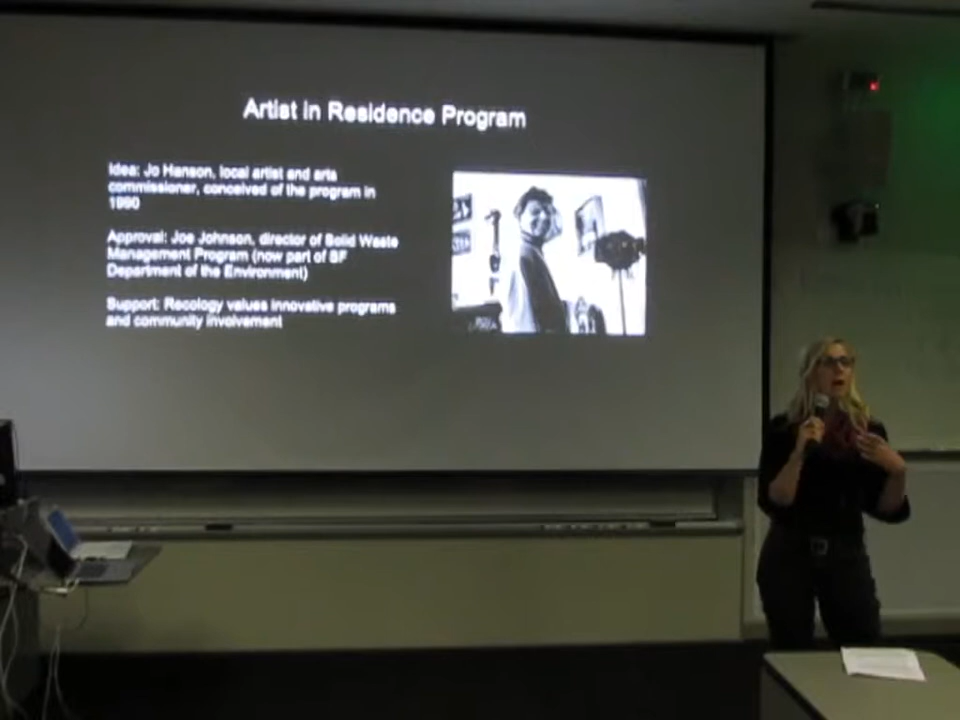 Artist in Residence Program
Idea: Jo Hanson, local artist and arts
commissioner, conceived of the program in
1990
Approval: Joe Johnson, director of Solid Waste
Management Program (now part of SF
Department of the Environment)
Support: Recology values innovative programs
and community involvement